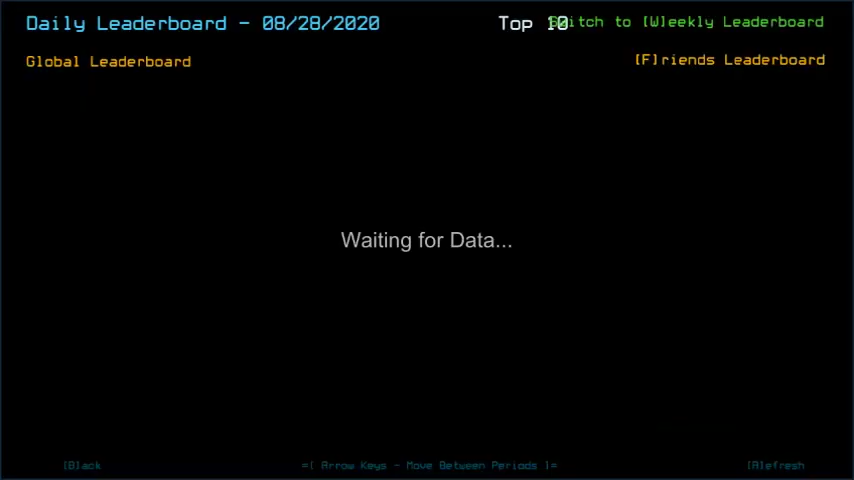 Daily Leaderboard - 08/28/2020 Top 10 Switch to [W]eekly Leaderboard
Global Leaderboard [F]riends Leaderboard
Waiting for Data...
[B]ack =[ Arrow Keys - Move Between Periods ]= [R]efresh